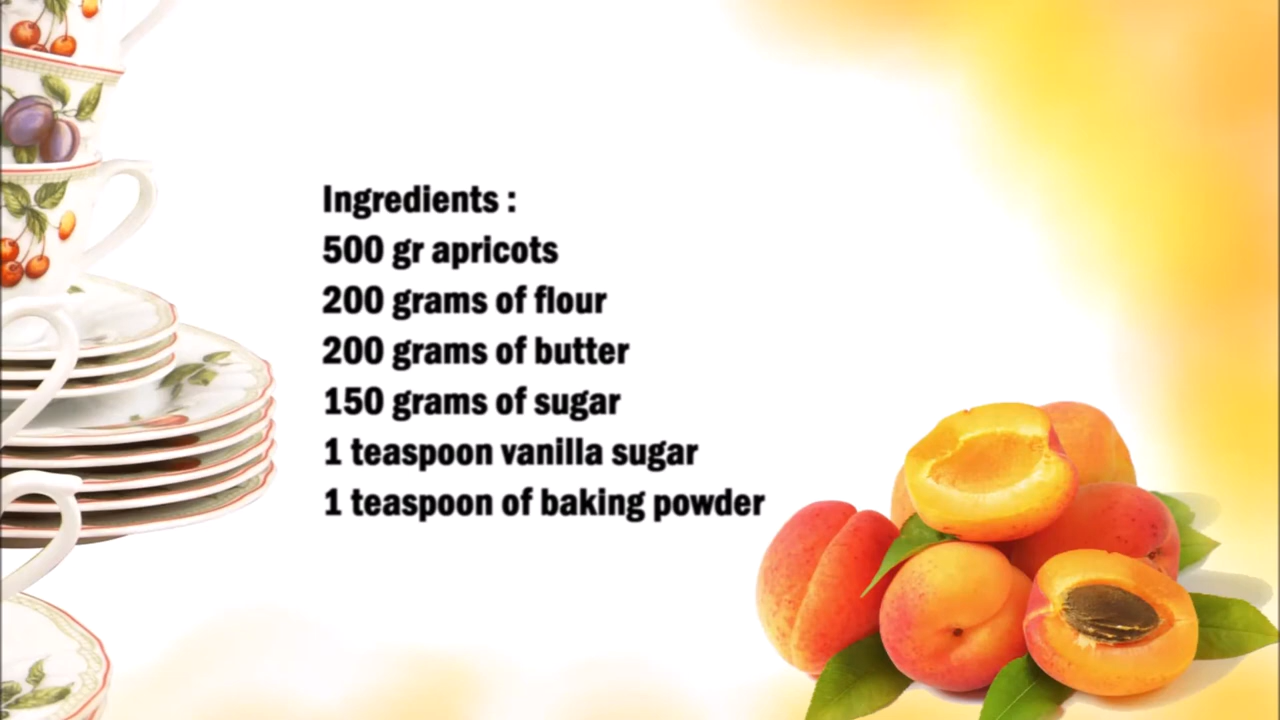 Ingredients :
500 gr apricots
200 grams of flour
200 grams of butter
150 grams of sugar
1 teaspoon vanilla sugar
1 teaspoon of baking powder